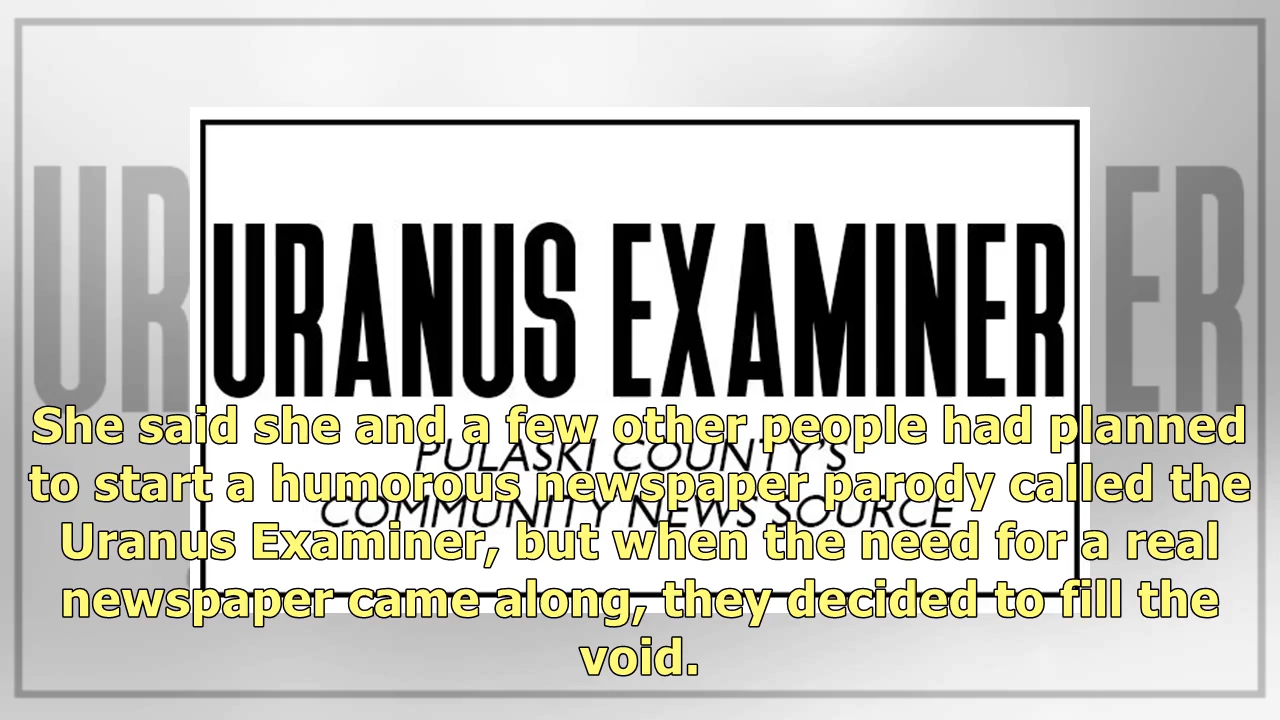 UR
ER
URANUS EXAMINER
She said she and a few other people had planned
PULASKI COUNTY'S
to start a humorous newspaper parody called the
COMMUNITY NEWS SOURCE
Uranus Examiner, but when the need for a real
newspaper came along, they decided to fill the
void.